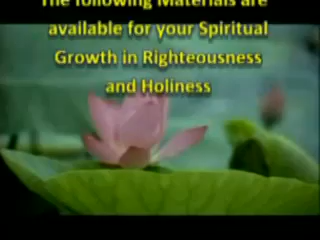 The following Materials are
available for your Spiritual
Growth in Righteousness
and Holiness